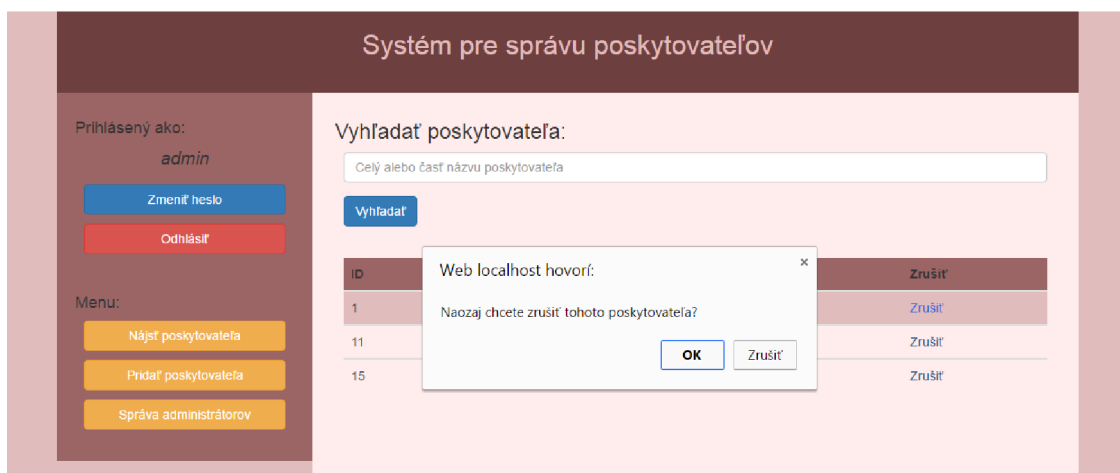 Systém pre správu poskytovateľov
Prihlásený ako:
admin
Zmeniť heslo
Odhlásiť
Menu:
Nájsť poskytovateľa
Pridať poskytovateľa
Správa administrátorov
Vyhľadať poskytovateľa:
Celý alebo časť názvu poskytovateľa
Vyhľadať
ID Zrušiť
1 Zrušiť
11 Zrušiť
15 Zrušiť
Web localhost hovorí: ×
Naozaj chcete zrušiť tohoto poskytovateľa?
OK Zrušiť